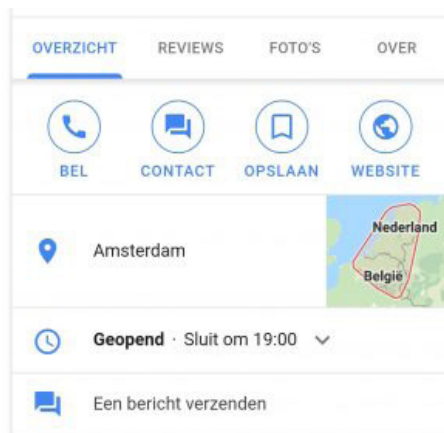 OVERZICHT REVIEWS FOTO'S OVER
BEL CONTACT OPSLAAN WEBSITE
Amsterdam
Nederland
België
Geopend · Sluit om 19:00
Een bericht verzenden